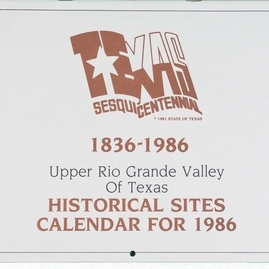 TEXAS
SESQUICENTENNIAL
© 1981 STATE OF TEXAS
1836-1986
Upper Rio Grande Valley
Of Texas
HISTORICAL SITES
CALENDAR FOR 1986